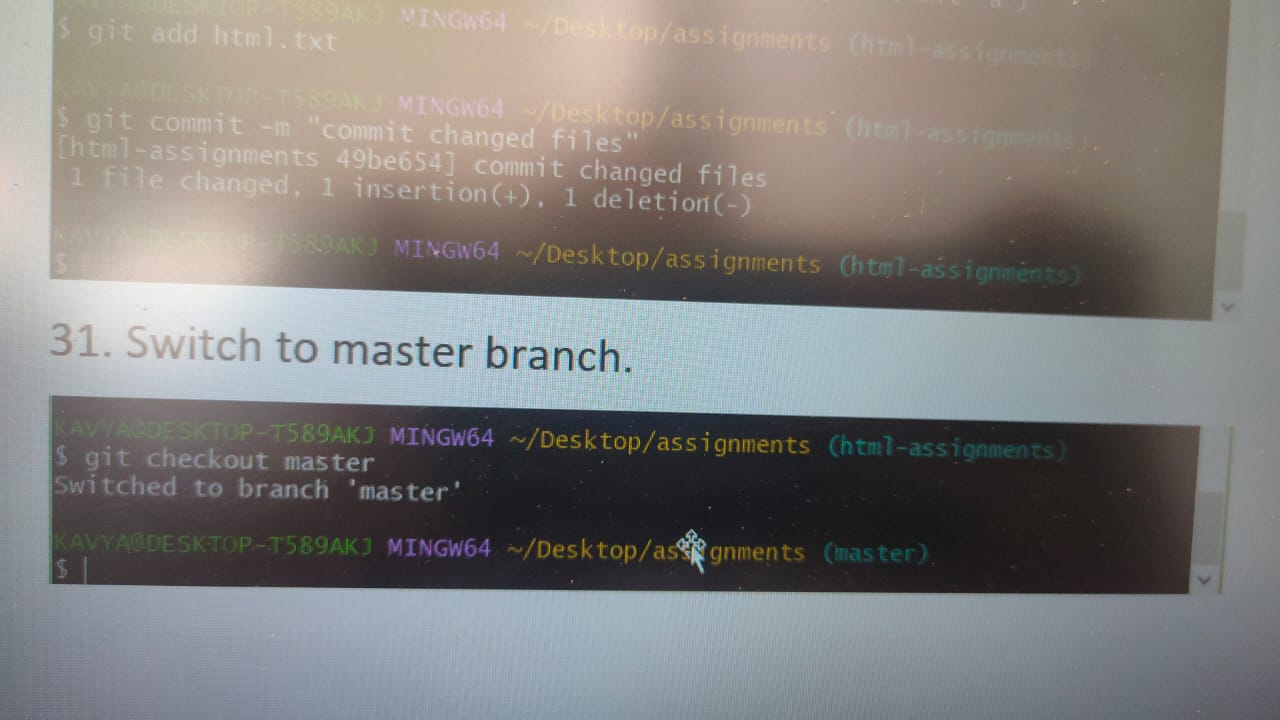 KAVYA@DESKTOP-T589AKJ MINGW64 ~/Desktop/assignments (html-assignments)
$ git add html.txt
KAVYA@DESKTOP-T589AKJ MINGW64 ~/Desktop/assignments (html-assignments)
$ git commit -m "commit changed files"
[html-assignments 49be654] commit changed files
1 file changed, 1 insertion(+), 1 deletion(-)
KAVYA@DESKTOP-T589AKJ MINGW64 ~/Desktop/assignments (html-assignments)
$
31. Switch to master branch.
KAVYA@DESKTOP-T589AKJ MINGW64 ~/Desktop/assignments (html-assignments)
$ git checkout master
Switched to branch 'master'
KAVYA@DESKTOP-T589AKJ MINGW64 ~/Desktop/assignments (master)
$